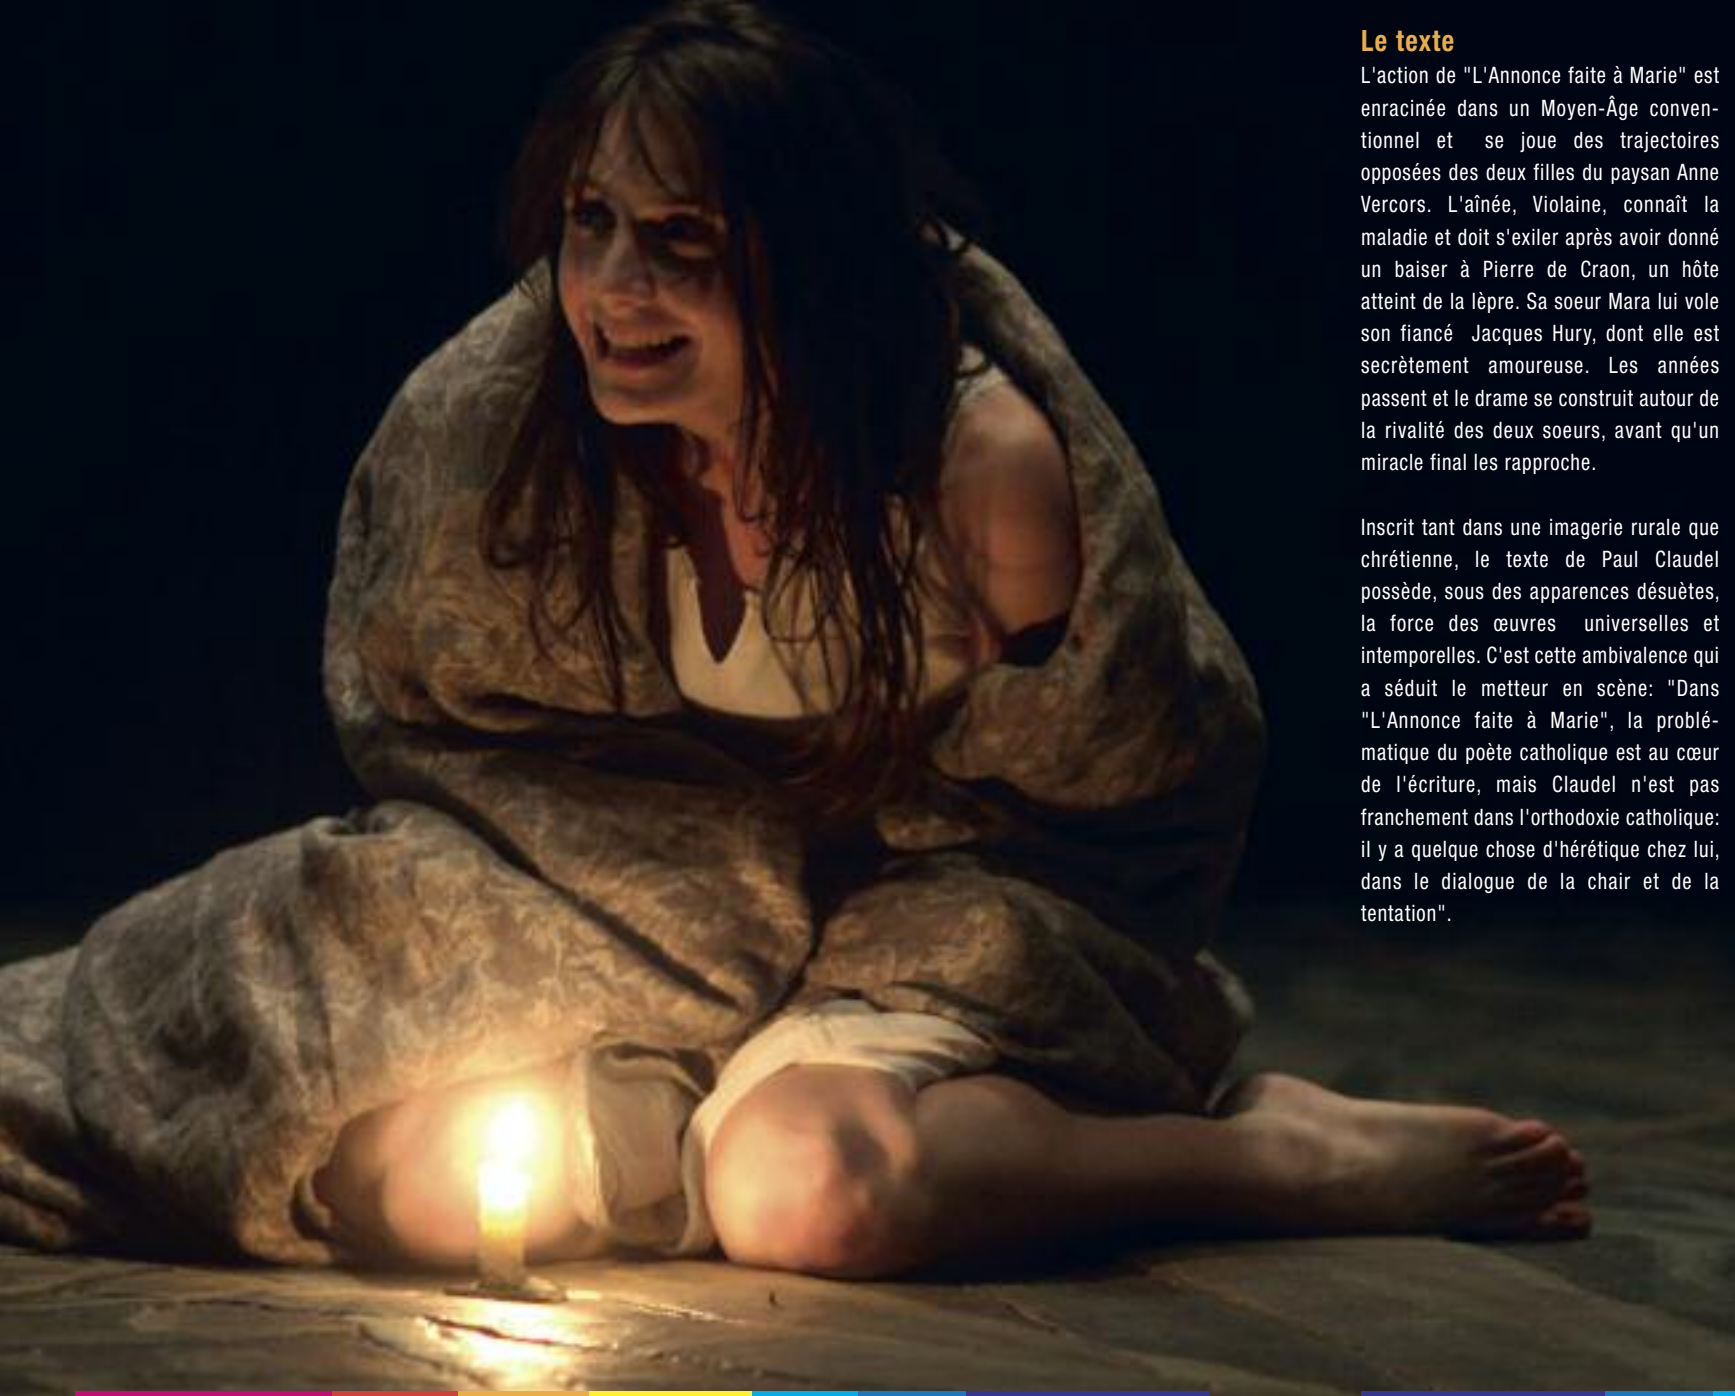 Le texte
L'action de "L'Annonce faite à Marie" est
enracinée dans un Moyen-Âge conven-
tionnel et se joue des trajectoires
opposées des deux filles du paysan Anne
Vercors. L'aînée, Violaine, connaît la
maladie et doit s'exiler après avoir donné
un baiser à Pierre de Craon, un hôte
atteint de la lèpre. Sa soeur Mara lui vole
son fiancé Jacques Hury, dont elle est
secrètement amoureuse. Les années
passent et le drame se construit autour de
la rivalité des deux soeurs, avant qu'un
miracle final les rapproche.

Inscrit tant dans une imagerie rurale que
chrétienne, le texte de Paul Claudel
possède, sous des apparences désuètes,
la force des œuvres universelles et
intemporelles. C'est cette ambivalence qui
a séduit le metteur en scène: "Dans
"L'Annonce faite à Marie", la problé-
matique du poète catholique est au cœur
de l'écriture, mais Claudel n'est pas
franchement dans l'orthodoxie catholique:
il y a quelque chose d'hérétique chez lui,
dans le dialogue de la chair et de la
tentation".